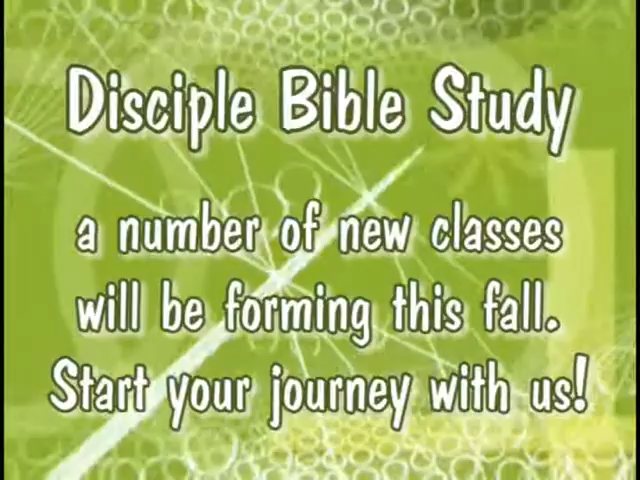 Disciple Bible Study
a number of new classes
will be forming this fall.
Start your journey with us!